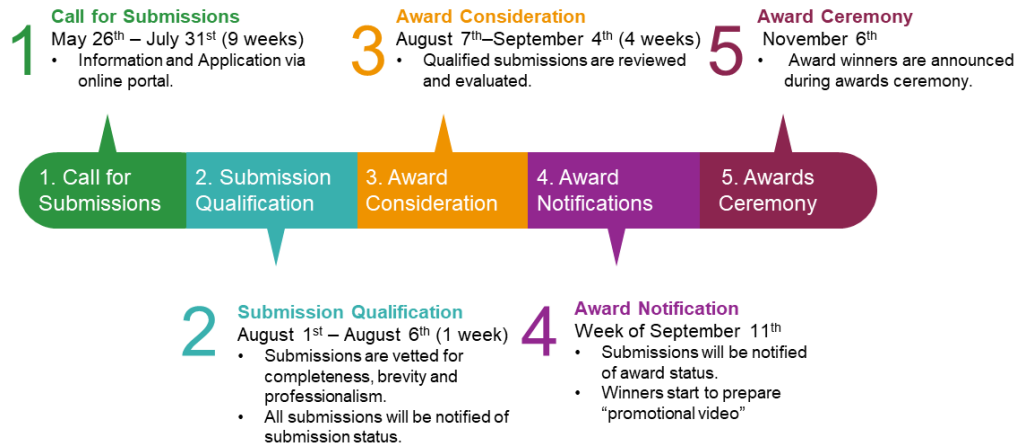 1
Call for Submissions
May 26th – July 31st (9 weeks)
• Information and Application via
online portal.
3
Award Consideration
August 7th–September 4th (4 weeks)
• Qualified submissions are reviewed
and evaluated.
5
Award Ceremony
November 6th
• Award winners are announced
during awards ceremony.
1. Call for
Submissions
2. Submission
Qualification
3. Award
Consideration
4. Award
Notifications
5. Awards
Ceremony
2
Submission Qualification
August 1st – August 6th (1 week)
• Submissions are vetted for
completeness, brevity and
professionalism.
• All submissions will be notified of
submission status.
4
Award Notification
Week of September 11th
• Submissions will be notified
of award status.
• Winners start to prepare
“promotional video”